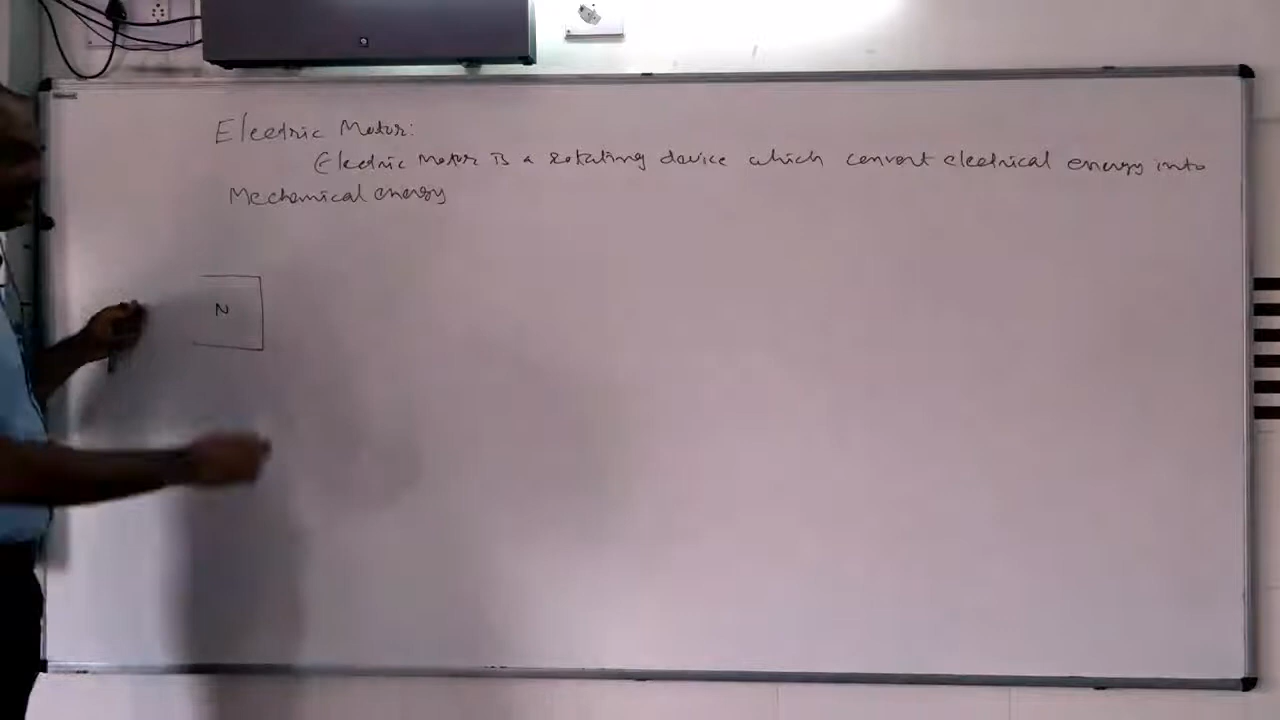 Electric Motor:
Electric Motor is a rotating device which convert electrical energy into
Mechanical energy
N